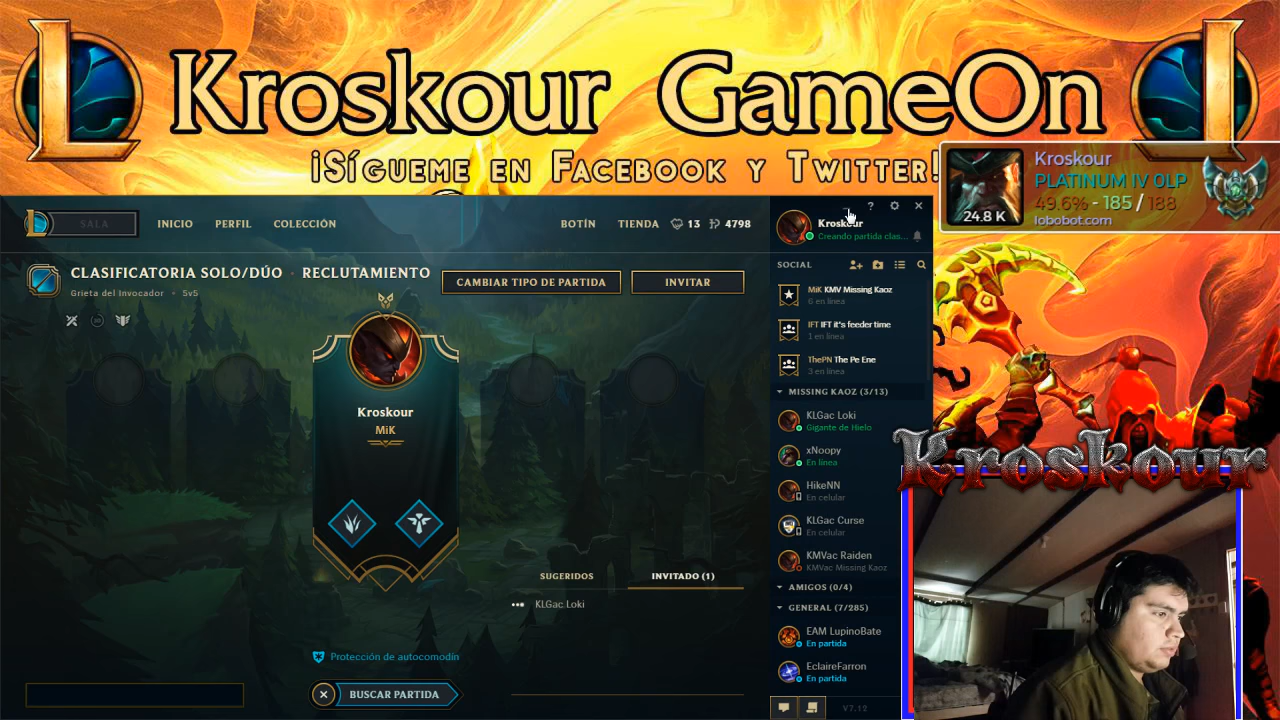 Kroskour GameOn
¡Sígueme en Facebook y Twitter!
Kroskour
PLATINUM IV 0LP
49.6% - 185 / 188
lobobot.com
24.8 K
SALA
INICIO
PERFIL
COLECCIÓN
BOTÍN
TIENDA
13
4798
?
Kroskour
Creando partida clas...
CLASIFICATORIA SOLO/DÚO • RECLUTAMIENTO
Grieta del Invocador • 5v5
CAMBIAR TIPO DE PARTIDA
INVITAR
SOCIAL
MiK KMV Missing Kaoz
6 en línea
IFT IFT it's feeder time
1 en línea
ThePN The Pe Ene
3 en línea
MISSING KAOZ (3/13)
KLGac Loki
Gigante de Hielo
xNoopy
En línea
HikeNN
En celular
KLGac Curse
En celular
KMVac Raiden
KMVac Missing Kaoz
AMIGOS (0/4)
GENERAL (7/285)
EAM LupinoBate
En partida
EclaireFarron
En partida
V7.12
Kroskour
MiK
SUGERIDOS
INVITADO (1)
KLGac Loki
Protección de autocomodín
BUSCAR PARTIDA
Kroskour